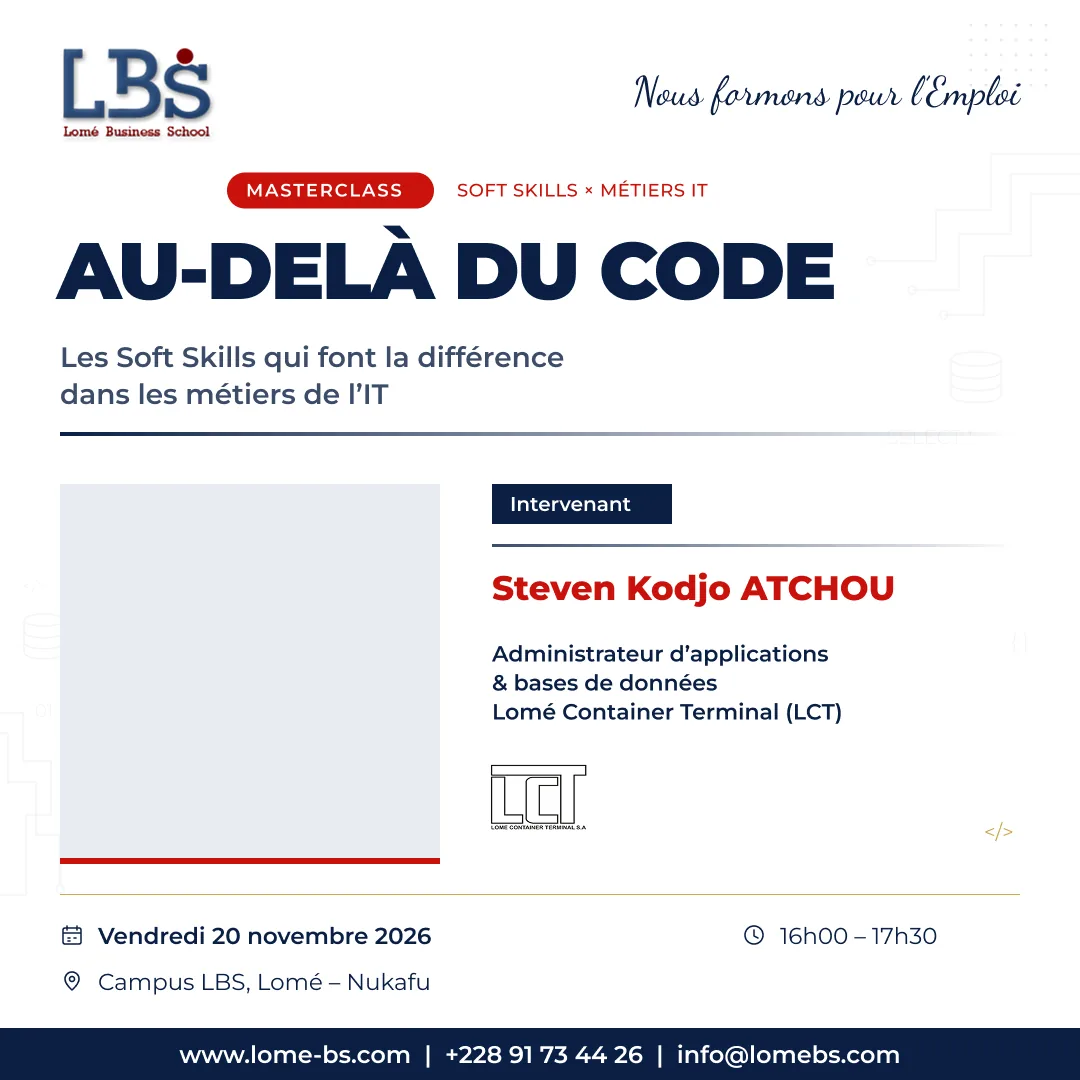 LBS
Lomé Business School
Nous formons pour l'Emploi
MASTERCLASS
SOFT SKILLS × MÉTIERS IT
AU-DELÀ DU CODE
Les Soft Skills qui font la différence
dans les métiers de l’IT
SELECT *
Intervenant
Steven Kodjo ATCHOU
Administrateur d’applications
& bases de données
Lomé Container Terminal (LCT)
LCT
LOME CONTAINER TERMINAL S.A
</>
Vendredi 20 novembre 2026
16h00 – 17h30
Campus LBS, Lomé – Nukafu
www.lome-bs.com | +228 91 73 44 26 | info@lomebs.com